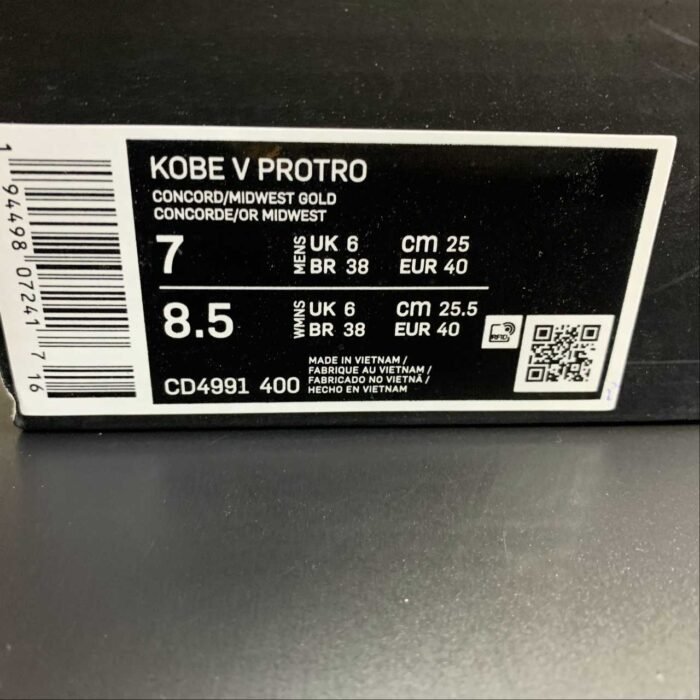 KOBE V PROTRO
CONCORD/MIDWEST GOLD
CONCORDE/OR MIDWEST
7 MENS UK 6 cm 25
BR 38 EUR 40
8.5 WMNS UK 6 cm 25.5
BR 38 EUR 40
RFID
CD4991 400
MADE IN VIETNAM /
FABRIQUE AU VIETNAM /
FABRICADO NO VIETNÃ /
HECHO EN VIETNAM
1 94498 07241 7 16